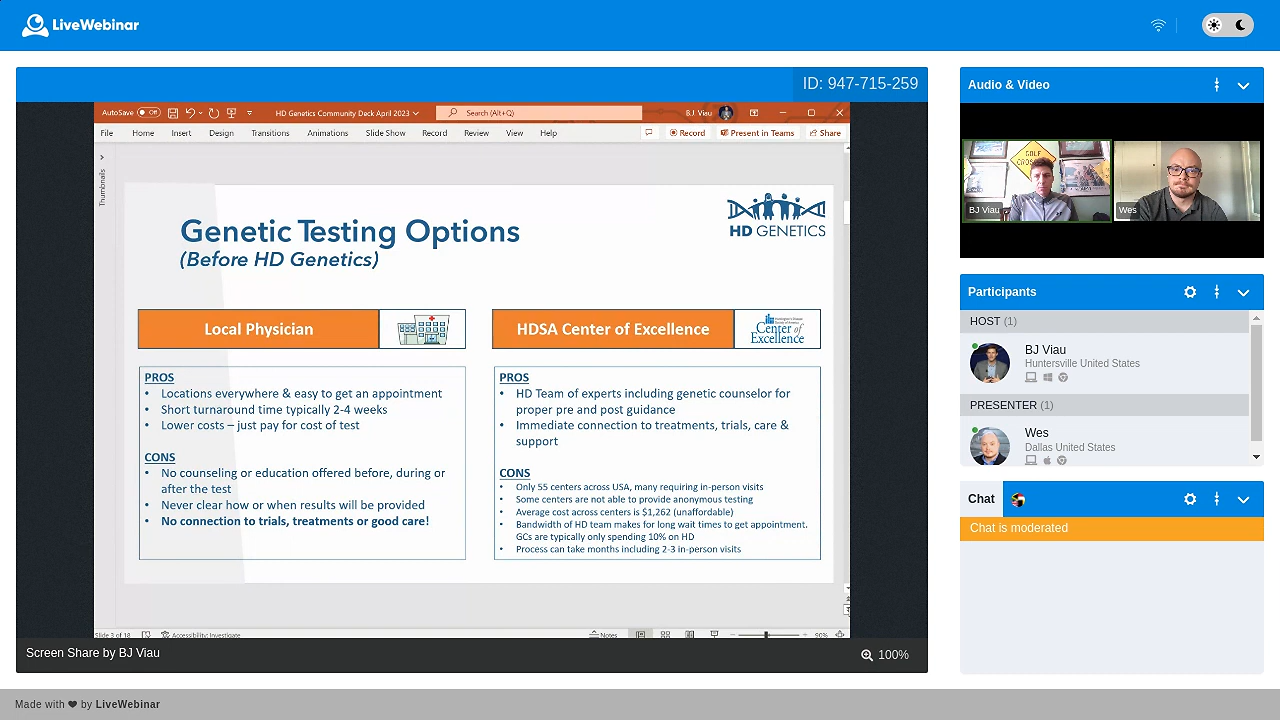 LiveWebinar
ID: 947-715-259
AutoSave Off
HD Genetics Community Deck April 2023
Search (Alt+Q)
BJ Viau
File Home Insert Design Transitions Animations Slide Show Record Review View Help
Record Present in Teams Share
Thumbnails
Genetic Testing Options
(Before HD Genetics)
HD GENETICS
Local Physician
PROS
• Locations everywhere & easy to get an appointment
• Short turnaround time typically 2-4 weeks
• Lower costs – just pay for cost of test
CONS
• No counseling or education offered before, during or
after the test
• Never clear how or when results will be provided
• No connection to trials, treatments or good care!
HDSA Center of Excellence
Center of
Excellence
PROS
• HD Team of experts including genetic counselor for
proper pre and post guidance
• Immediate connection to treatments, trials, care &
support
CONS
• Only 55 centers across USA, many requiring in-person visits
• Some centers are not able to provide anonymous testing
• Average cost across centers is $1,262 (unaffordable)
• Bandwidth of HD team makes for long wait times to get appointment.
GCs are typically only spending 10% on HD
• Process can take months including 2-3 in-person visits
Slide 3 of 18 Accessibility: Investigate
Notes
90%
Screen Share by BJ Viau
100%
Audio & Video
GOLF
BJ Viau
Wes
Participants
HOST (1)
BJ Viau
Huntersville United States
PRESENTER (1)
Wes
Dallas United States
Chat
Chat is moderated
Made with ❤ by LiveWebinar